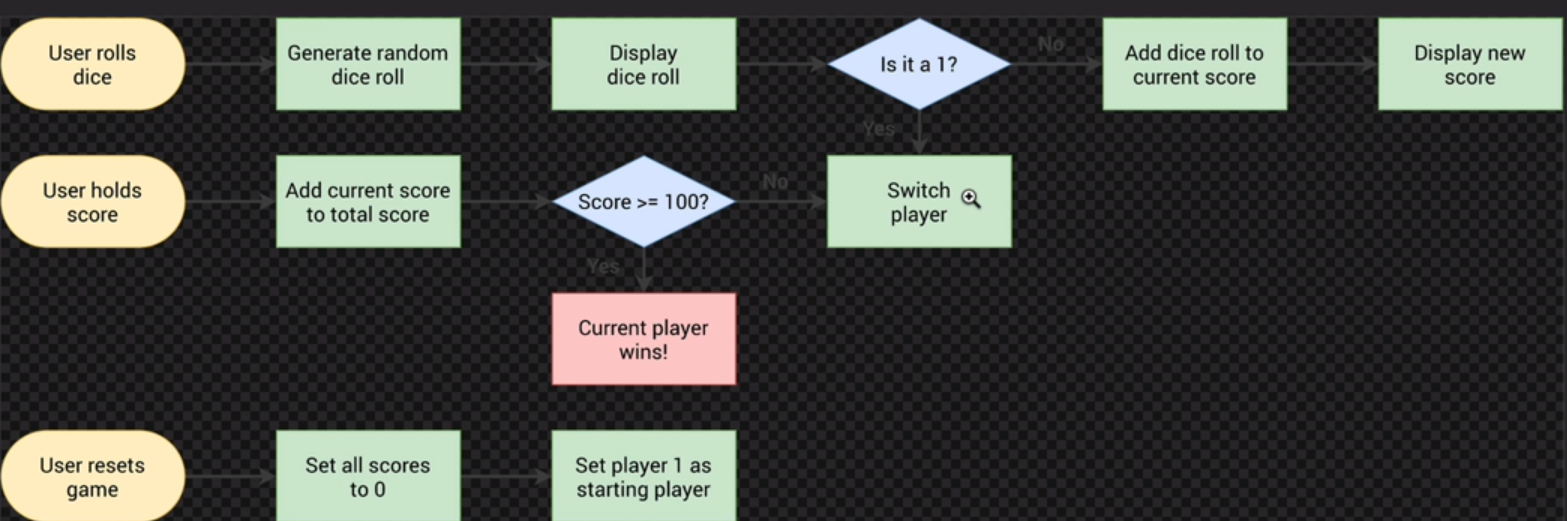 User rolls
dice
Generate random
dice roll
Display
dice roll
Is it a 1?
No
Add dice roll to
current score
Display new
score
Yes
User holds
score
Add current score
to total score
Score >= 100?
No
Switch
player
Yes
Current player
wins!
User resets
game
Set all scores
to 0
Set player 1 as
starting player